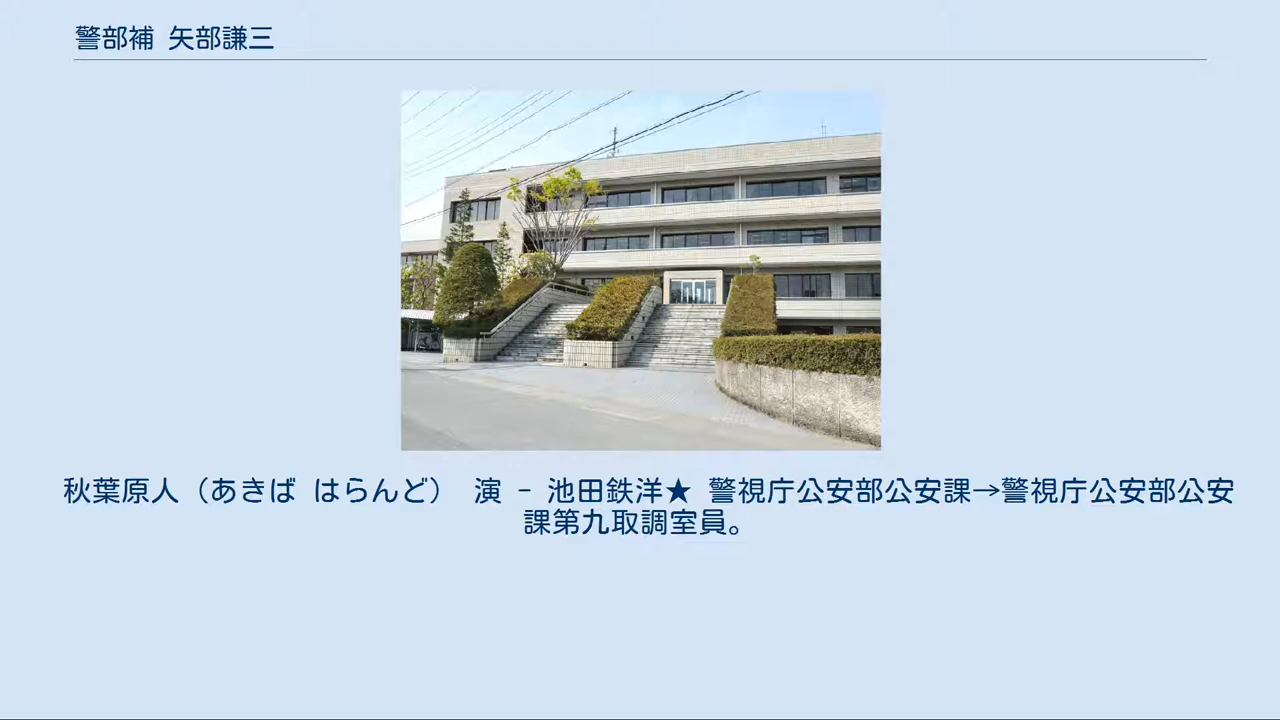 警部補 矢部謙三
秋葉原人（あきば はらんど） 演 - 池田鉄洋★ 警視庁公安部公安課→警視庁公安部公安
課第九取調室員。